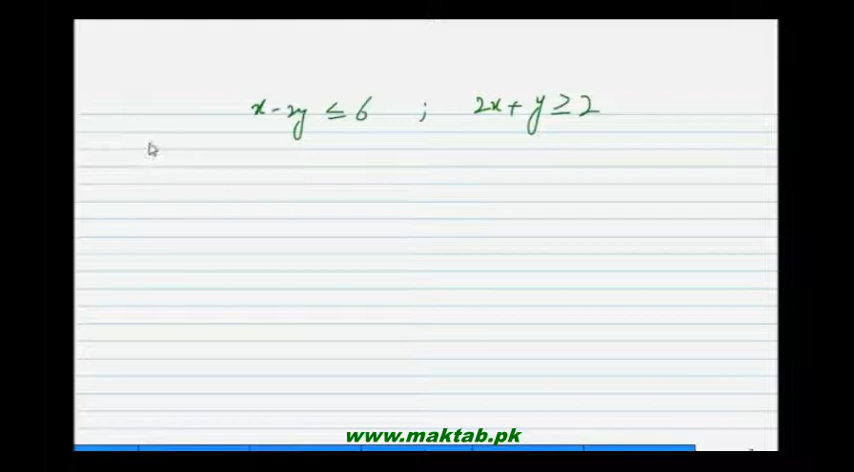 x - 2y ≤ 6 ; 2x + y ≥ 2
www.maktab.pk